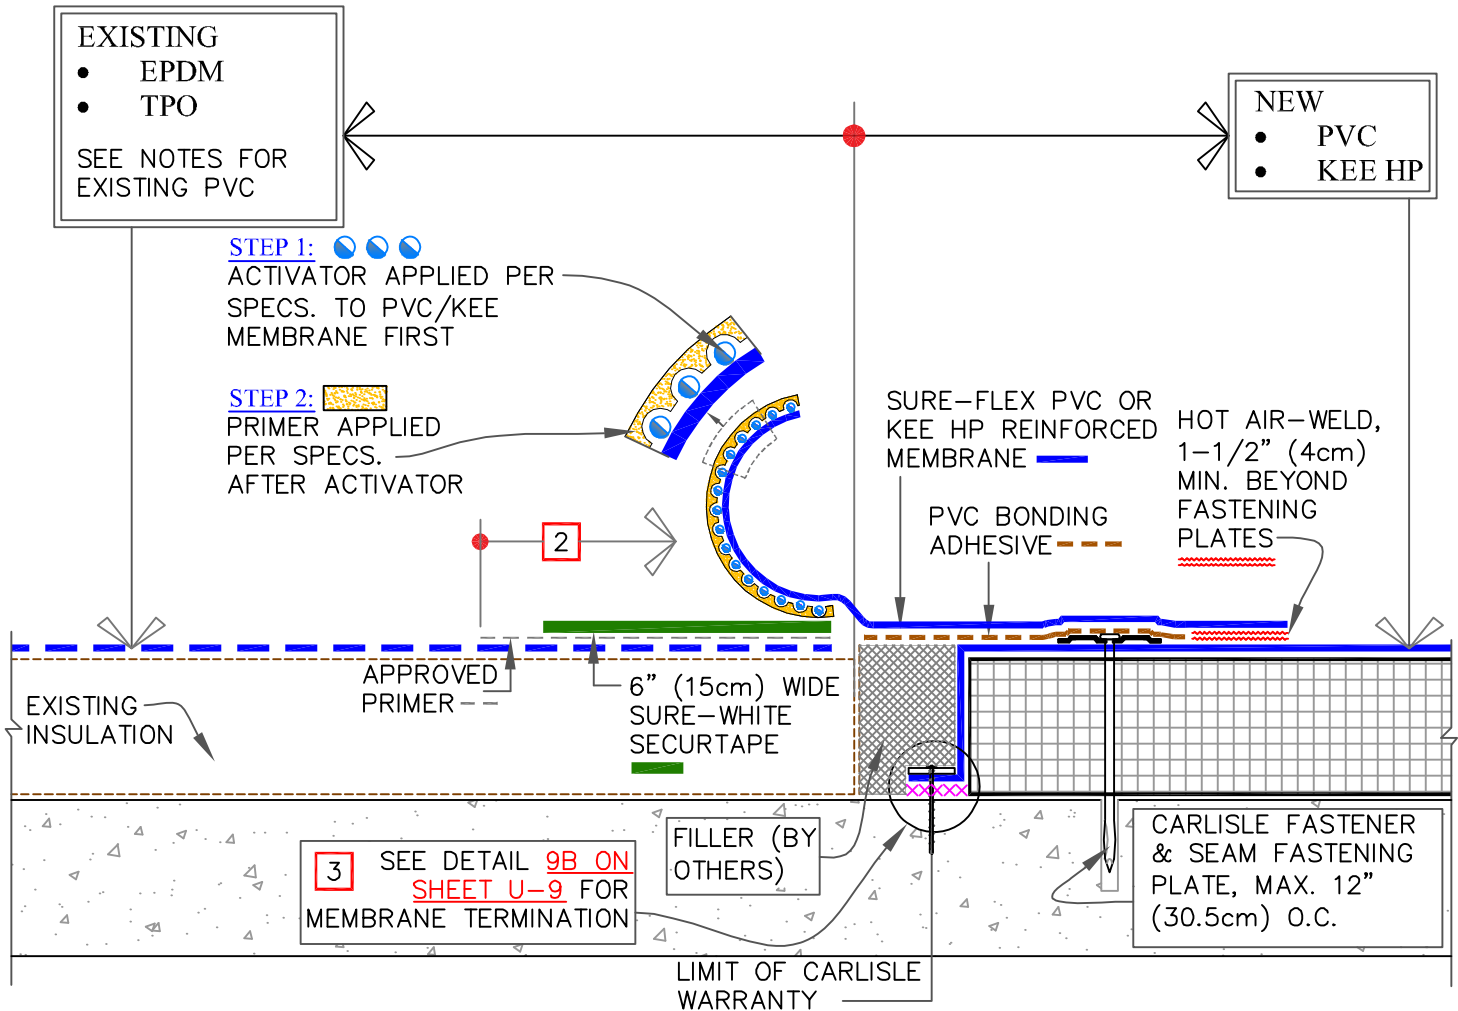 EXISTING
• EPDM
• TPO
SEE NOTES FOR
EXISTING PVC
NEW
• PVC
• KEE HP
STEP 1:
ACTIVATOR APPLIED PER
SPECS. TO PVC/KEE
MEMBRANE FIRST
STEP 2:
PRIMER APPLIED
PER SPECS.
AFTER ACTIVATOR
2
SURE-FLEX PVC OR
KEE HP REINFORCED
MEMBRANE
HOT AIR-WELD,
1-1/2" (4cm)
MIN. BEYOND
FASTENING
PLATES
PVC BONDING
ADHESIVE
APPROVED
PRIMER
6" (15cm) WIDE
SURE-WHITE
SECURTAPE
EXISTING
INSULATION
3 SEE DETAIL 9B ON
SHEET U-9 FOR
MEMBRANE TERMINATION
FILLER (BY
OTHERS)
CARLISLE FASTENER
& SEAM FASTENING
PLATE, MAX. 12"
(30.5cm) O.C.
LIMIT OF CARLISLE
WARRANTY